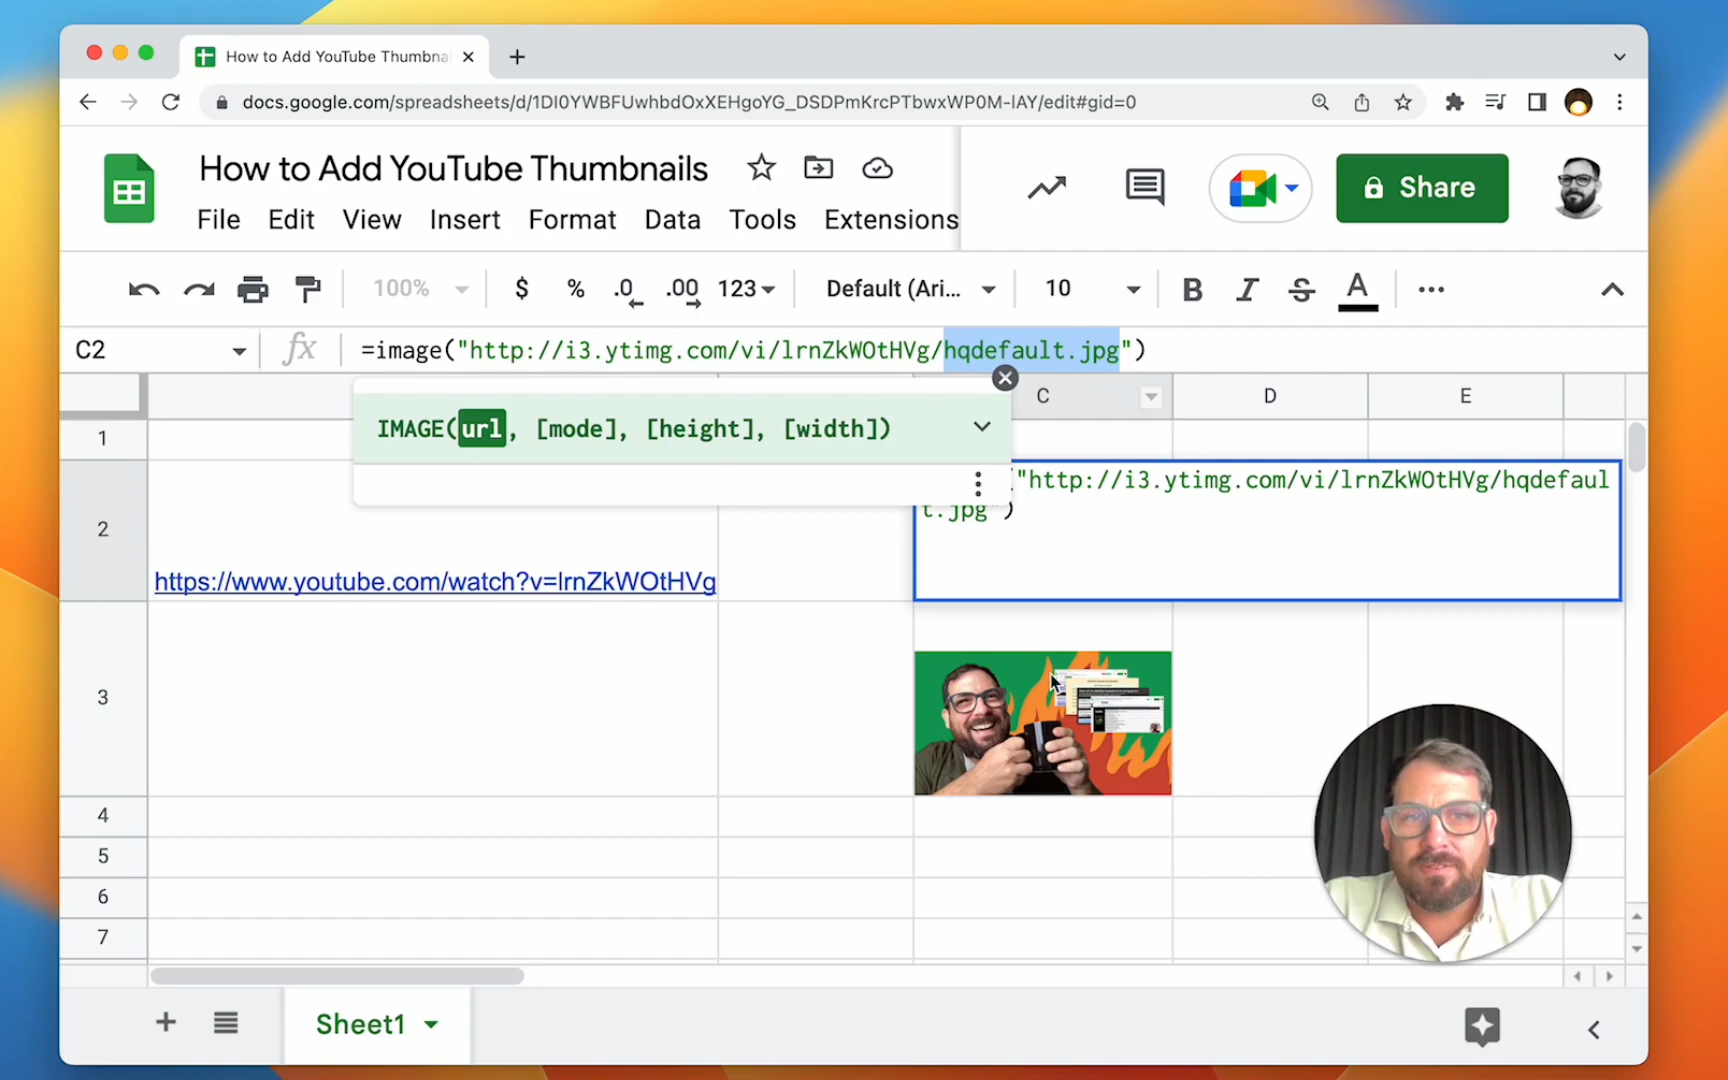 How to Add YouTube Thumbna
docs.google.com/spreadsheets/d/1DI0YWBFUwhbdOxXEHgoYG_DSDPmKrcPTbwxWP0M-lAY/edit#gid=0
How to Add YouTube Thumbnails
File Edit View Insert Format Data Tools Extensions
Share
100% $ % .0 .00 123 Default (Ari... 10 B I S A
C2 fx =image("http://i3.ytimg.com/vi/lrnZkWOtHVg/hqdefault.jpg")
C D E
IMAGE(url, [mode], [height], [width])
1
2
("http://i3.ytimg.com/vi/lrnZkWOtHVg/hqdefaul
t.jpg")
https://www.youtube.com/watch?v=lrnZkWOtHVg
3
4
5
6
7
Sheet1